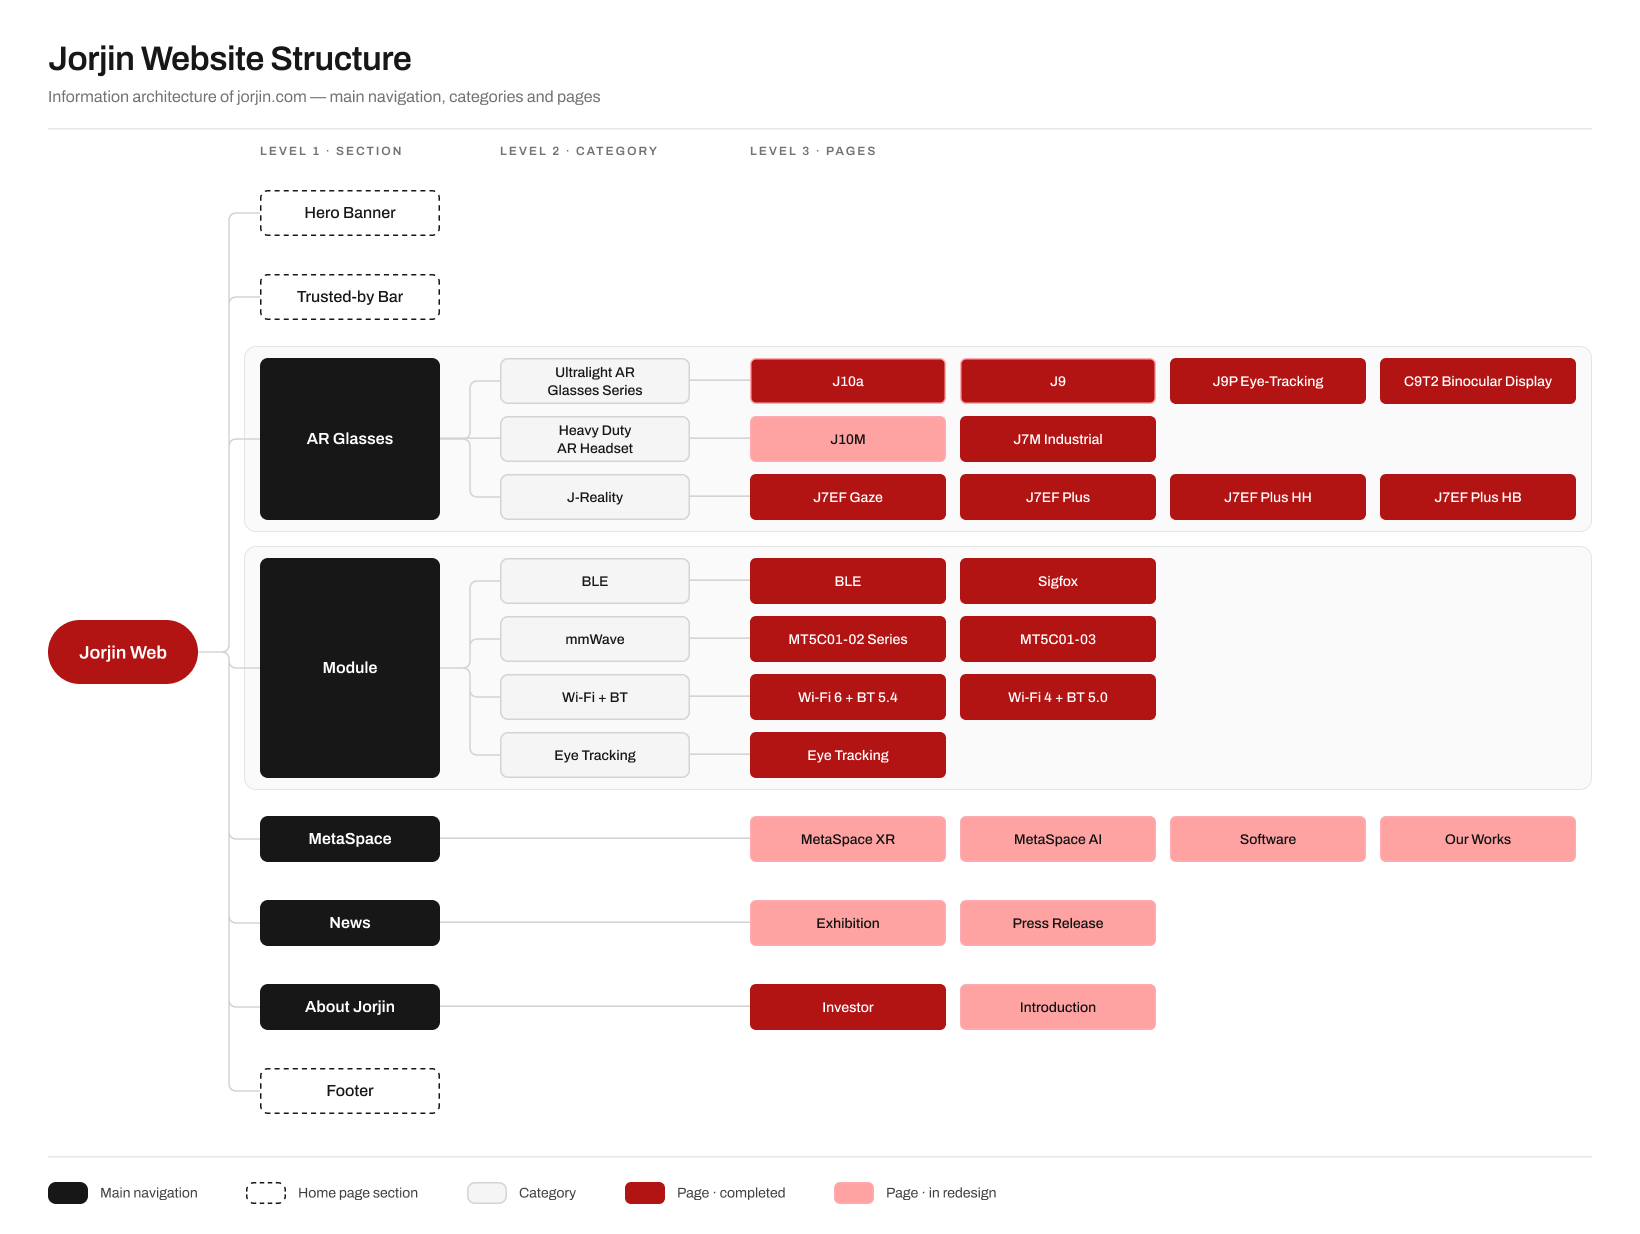 Jorjin Website Structure
Information architecture of jorjin.com — main navigation, categories and pages
LEVEL 1 · SECTION
LEVEL 2 · CATEGORY
LEVEL 3 · PAGES
Hero Banner
Trusted-by Bar
AR Glasses
Ultralight AR
Glasses Series
J10a
J9
J9P Eye-Tracking
C9T2 Binocular Display
Heavy Duty
AR Headset
J10M
J7M Industrial
J-Reality
J7EF Gaze
J7EF Plus
J7EF Plus HH
J7EF Plus HB
Jorjin Web
Module
BLE
BLE
Sigfox
mmWave
MT5C01-02 Series
MT5C01-03
Wi-Fi + BT
Wi-Fi 6 + BT 5.4
Wi-Fi 4 + BT 5.0
Eye Tracking
Eye Tracking
MetaSpace
MetaSpace XR
MetaSpace AI
Software
Our Works
News
Exhibition
Press Release
About Jorjin
Investor
Introduction
Footer
Main navigation
Home page section
Category
Page · completed
Page · in redesign